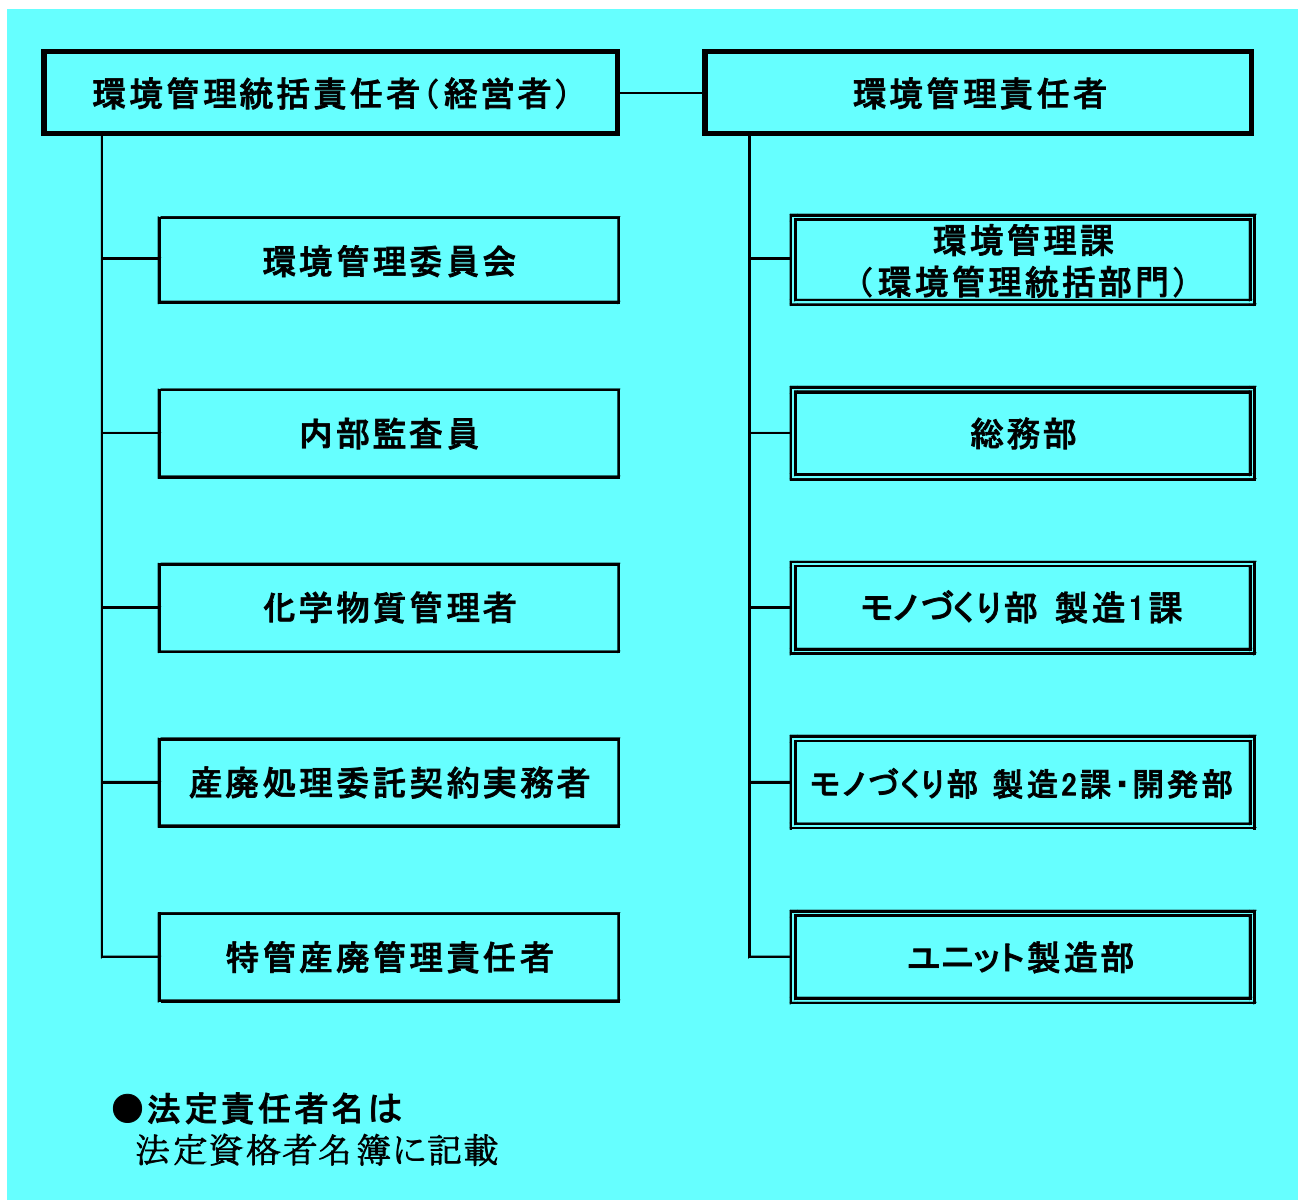 環境管理統括責任者（経営者）
環境管理責任者
環境管理委員会
内部監査員
化学物質管理者
産廃処理委託契約実務者
特管産廃管理責任者
環境管理課
（環境管理統括部門）
総務部
モノづくり部 製造1課
モノづくり部 製造2課・開発部
ユニット製造部
●法定責任者名は
法定資格者名簿に記載